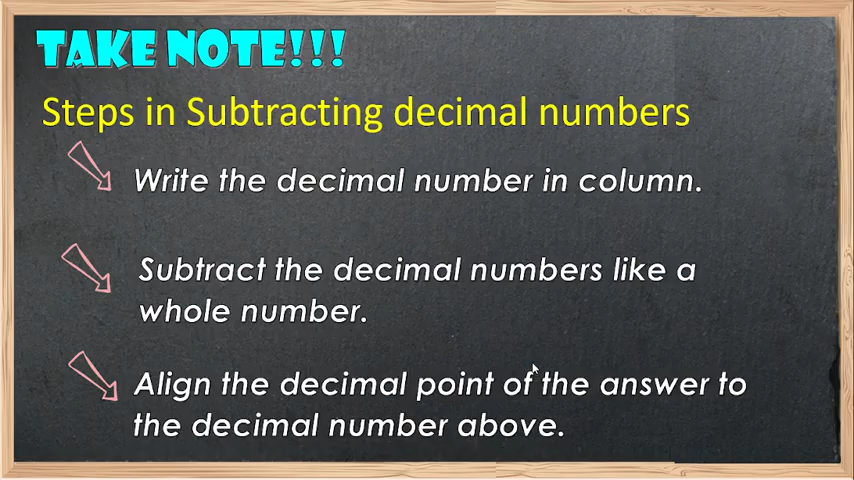 TAKE NOTE!!!
Steps in Subtracting decimal numbers
Write the decimal number in column.
Subtract the decimal numbers like a
whole number.
Align the decimal point of the answer to
the decimal number above.